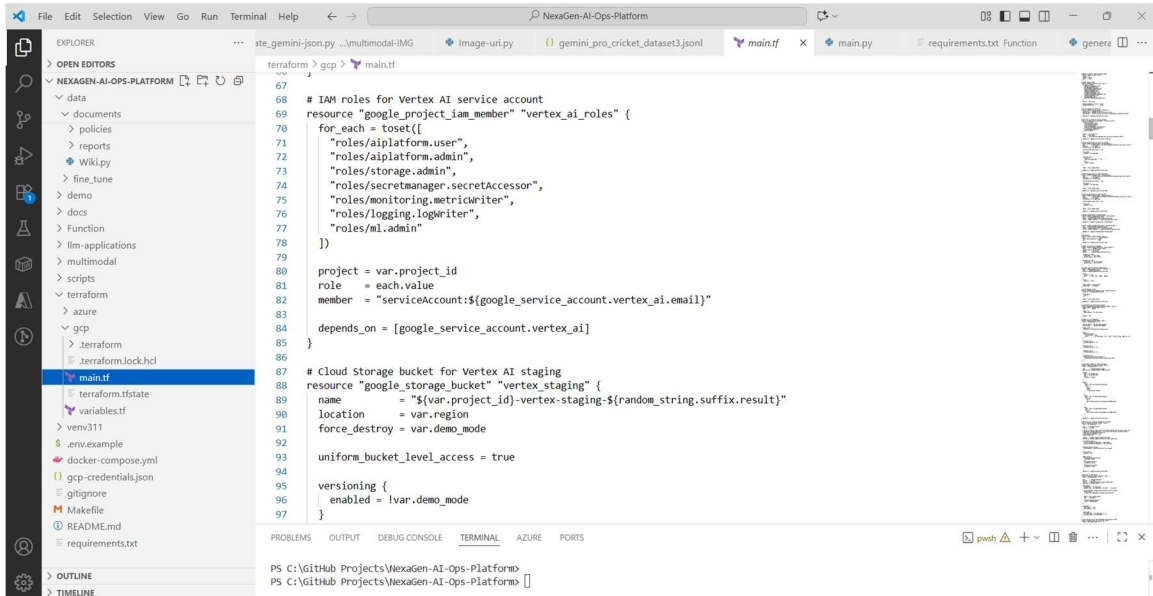 File Edit Selection View Go Run Terminal Help
NexaGen-AI-Ops-Platform
EXPLORER
OPEN EDITORS
NEXAGEN-AI-OPS-PLATFORM
data
documents
policies
reports
Wiki.py
fine_tune
demo
docs
Function
llm-applications
multimodal
scripts
terraform
azure
gcp
.terraform
.terraform.lock.hcl
main.tf
terraform.tfstate
variables.tf
venv311
.env.example
docker-compose.yml
gcp-credentials.json
gitignore
Makefile
README.md
requirements.txt
OUTLINE
TIMELINE
ate_gemini-json.py ...\multimodal-IMG Image-uri.py gemini_pro_cricket_dataset3.jsonl main.tf main.py requirements.txt Function genera
terraform > gcp > main.tf
66 }
67
68 # IAM roles for Vertex AI service account
69 resource "google_project_iam_member" "vertex_ai_roles" {
70 for_each = toset([
71 "roles/aiplatform.user",
72 "roles/aiplatform.admin",
73 "roles/storage.admin",
74 "roles/secretmanager.secretAccessor",
75 "roles/monitoring.metricWriter",
76 "roles/logging.logWriter",
77 "roles/ml.admin"
78 ])
79
80 project = var.project_id
81 role = each.value
82 member = "serviceAccount:${google_service_account.vertex_ai.email}"
83
84 depends_on = [google_service_account.vertex_ai]
85 }
86
87 # Cloud Storage bucket for Vertex AI staging
88 resource "google_storage_bucket" "vertex_staging" {
89 name = "${var.project_id}-vertex-staging-${random_string.suffix.result}"
90 location = var.region
91 force_destroy = var.demo_mode
92
93 uniform_bucket_level_access = true
94
95 versioning {
96 enabled = !var.demo_mode
97 }
PROBLEMS OUTPUT DEBUG CONSOLE TERMINAL AZURE PORTS
pwsh
PS C:\GitHub Projects\NexaGen-AI-Ops-Platform>
PS C:\GitHub Projects\NexaGen-AI-Ops-Platform>